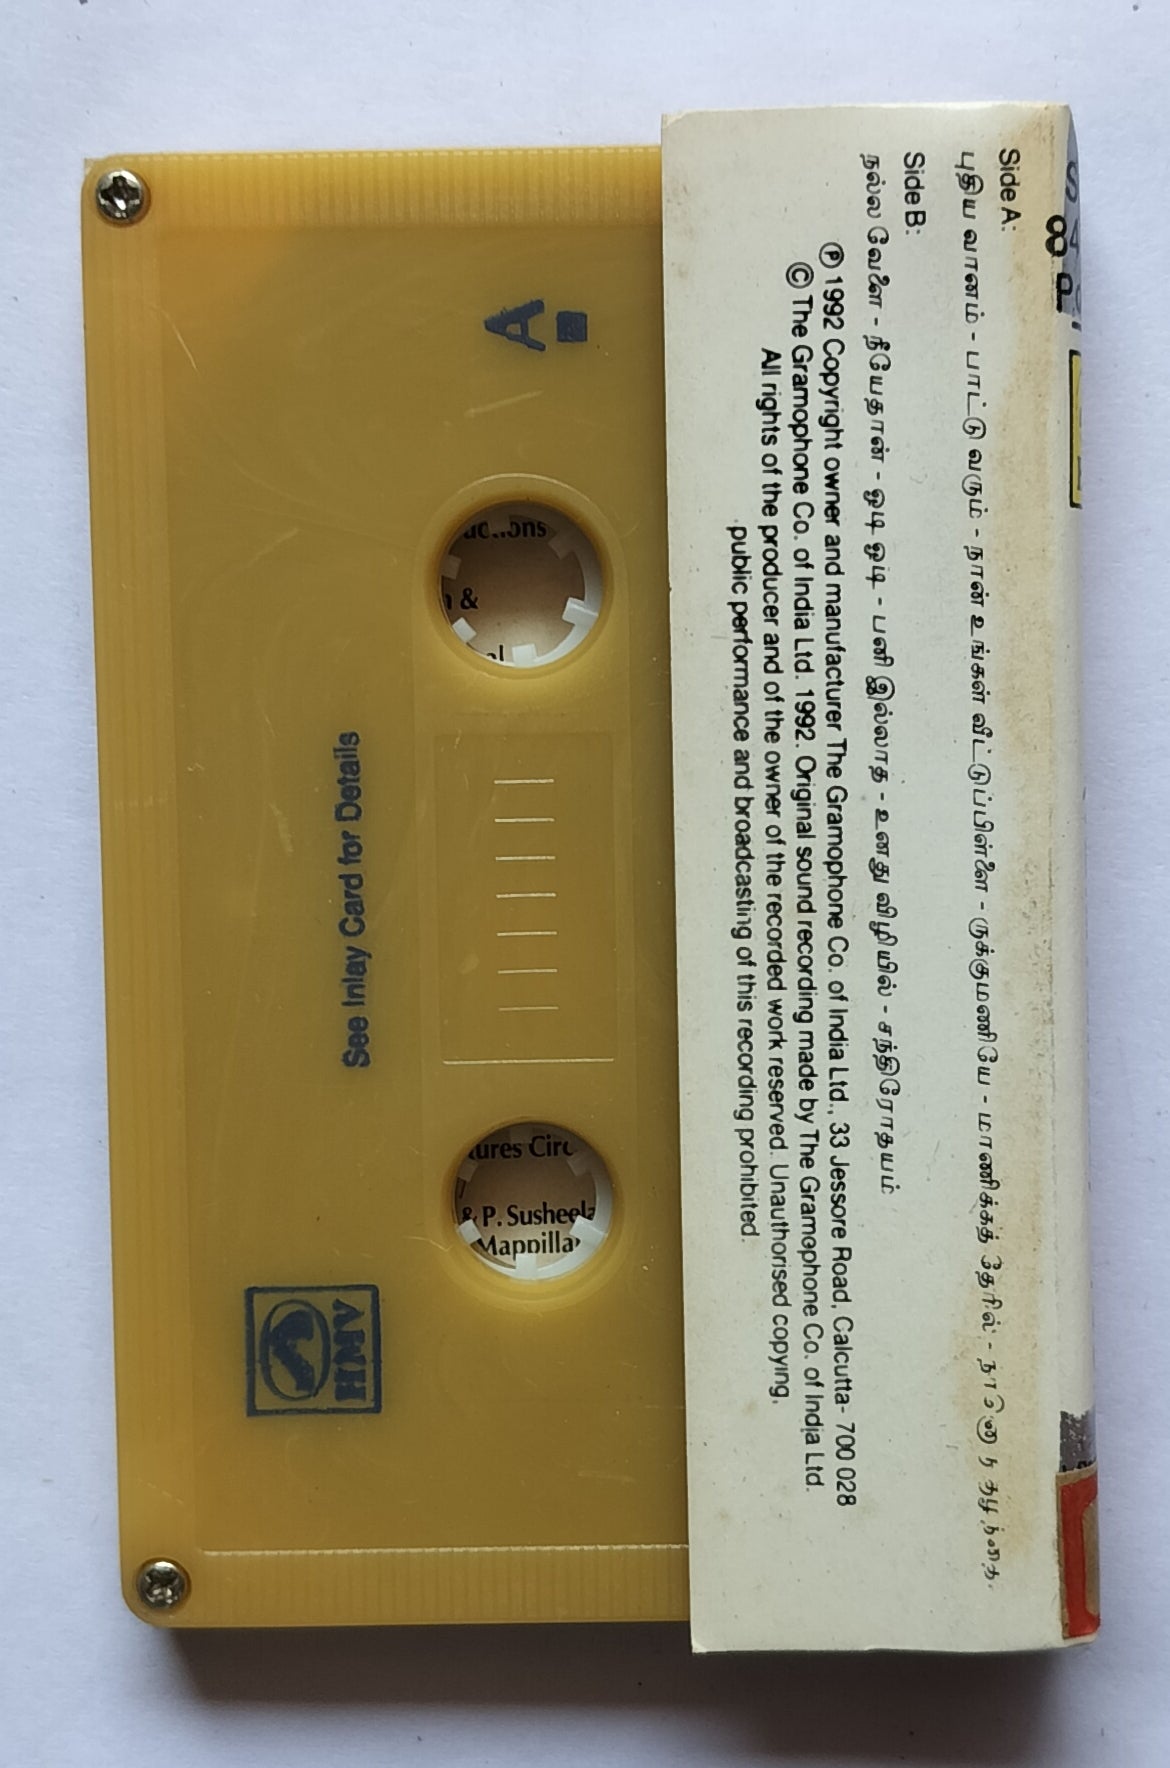 Side A:
புதிய வானம் - பாட்டு வரும் - நான் உங்கள் வீட்டுப்பிள்ளை - ருக்குமணியே - மாணிக்கத் தேரில் -
Side B:
நல்ல வேளை - நீயேதான் - ஓடி ஓடி - பனி இல்லாத - உனது விழியில் - சந்திரோதயம்
Ⓟ 1992 Copyright owner and manufacturer The Gramophone Co. of India Ltd., 33 Jessore Road, Calcutta- 700 028
© The Gramophone Co. of India Ltd. 1992. Original sound recording made by The Gramophone Co. of India Ltd.
All rights of the producer and of the owner of the recorded work reserved. Unauthorised copying,
public performance and broadcasting of this recording prohibited.
A
&
& P. Susheela
See Inlay Card for Details
HMV